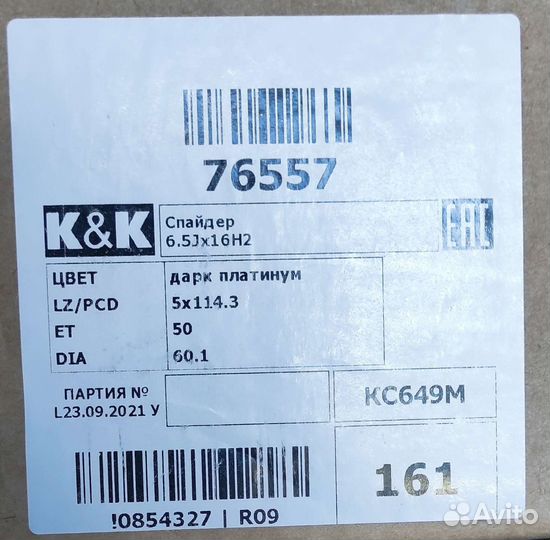 76557
K&K
Спайдер
6.5Jx16H2
EAC
ЦВЕТ дарк платинум
LZ/PCD 5x114.3
ET 50
DIA 60.1
ПАРТИЯ №
L23.09.2021 У
КС649М
161
!0854327 | R09
Avito